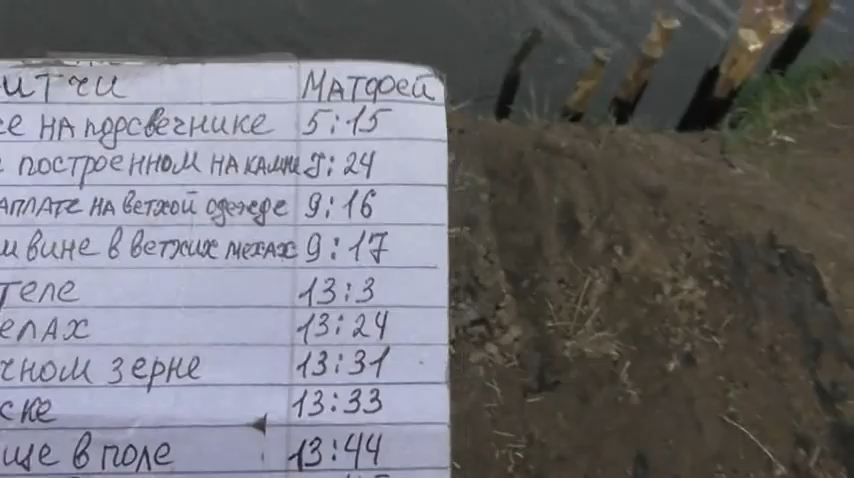 итчи Матфей
се на подсвечнике 5:15
построенном на камне 7:24
аплате на ветхой одежде 9:16
м вине в ветхих мехах 9:17
теле 13:3
елах 13:24
чном зерне 13:31
ске 13:33
ще в поле 13:44